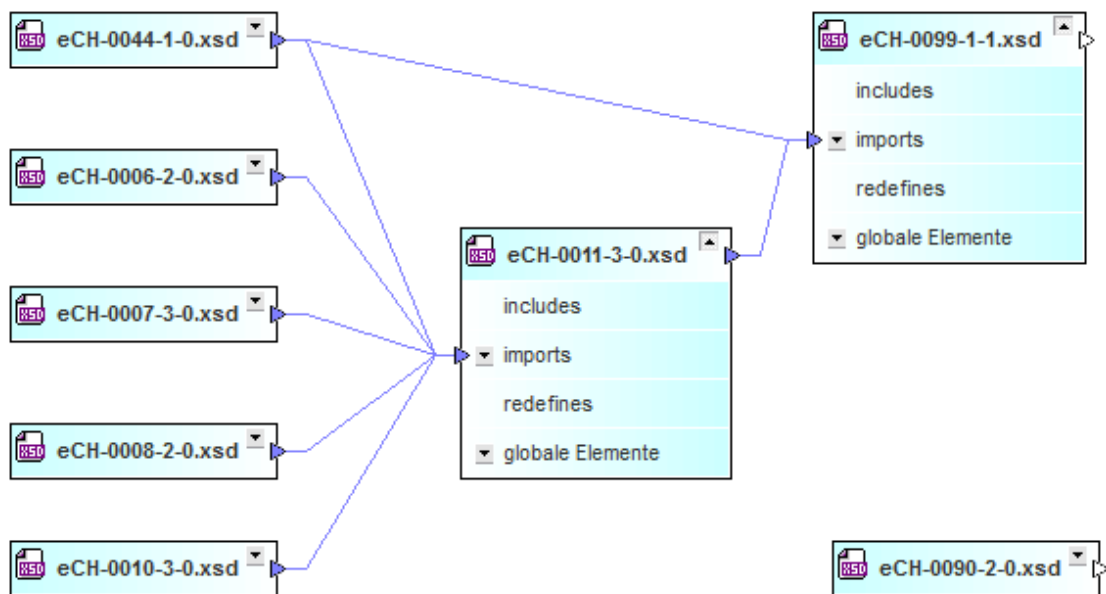 eCH-0044-1-0.xsd
eCH-0099-1-1.xsd
includes
imports
redefines
globale Elemente
eCH-0006-2-0.xsd
eCH-0011-3-0.xsd
includes
imports
redefines
globale Elemente
eCH-0007-3-0.xsd
eCH-0008-2-0.xsd
eCH-0010-3-0.xsd
eCH-0090-2-0.xsd